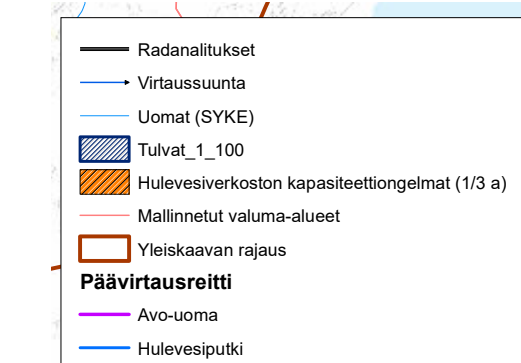 Radanalitukset
Virtaussuunta
Uomat (SYKE)
Tulvat_1_100
Hulevesiverkoston kapasiteettiongelmat (1/3 a)
Mallinnetut valuma-alueet
Yleiskaavan rajaus
Päävirtausreitti
Avo-uoma
Hulevesiputki